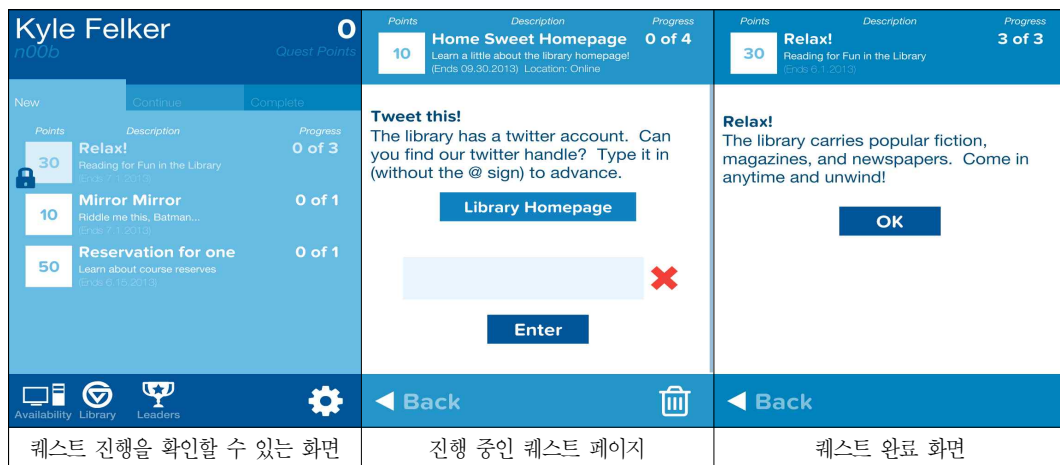 Kyle Felker
0
n00b
Quest Points
New
Continue
Complete
Points
Description
Progress
30
Relax!
0 of 3
Reading for Fun in the Library
(Ends 7.1.2013)
10
Mirror Mirror
0 of 1
Riddle me this, Batman...
(Ends 7.1.2013)
50
Reservation for one
0 of 1
Learn about course reserves
(Ends 6.15.2013)
Availability
Library
Leaders
퀘스트 진행을 확인할 수 있는 화면
Points
Description
Progress
10
Home Sweet Homepage
0 of 4
Learn a little about the library homepage!
(Ends 09.30.2013) Location: Online
Tweet this!
The library has a twitter account. Can
you find our twitter handle? Type it in
(without the @ sign) to advance.
Library Homepage
Enter
Back
진행 중인 퀘스트 페이지
Points
Description
Progress
30
Relax!
3 of 3
Reading for Fun in the Library
(Ends 6.1.2013)
Relax!
The library carries popular fiction,
magazines, and newspapers. Come in
anytime and unwind!
OK
Back
퀘스트 완료 화면